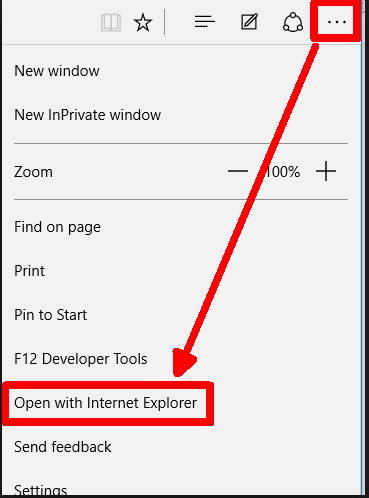 New window
New InPrivate window
Zoom 100%
Find on page
Print
Pin to Start
F12 Developer Tools
Open with Internet Explorer
Send feedback
Settings